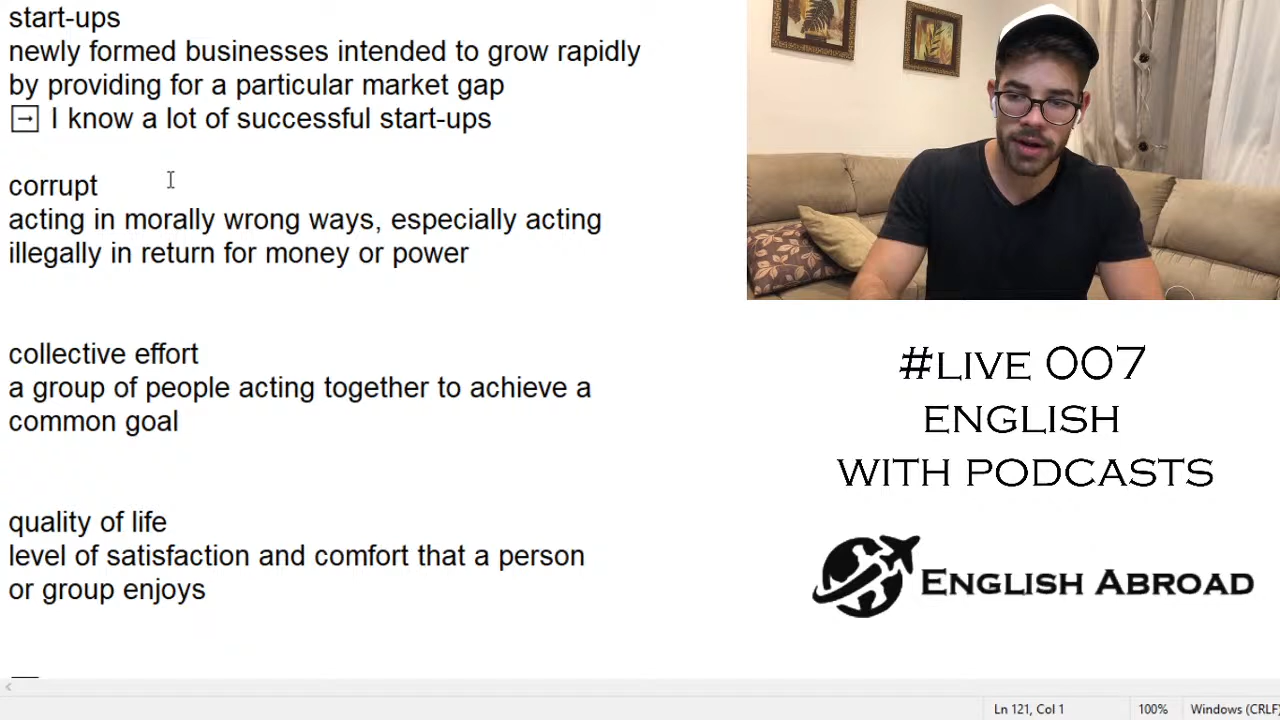 start-ups
newly formed businesses intended to grow rapidly
by providing for a particular market gap
→ I know a lot of successful start-ups
corrupt
acting in morally wrong ways, especially acting
illegally in return for money or power
collective effort
a group of people acting together to achieve a
common goal
quality of life
level of satisfaction and comfort that a person
or group enjoys
#LIVE 007
ENGLISH
WITH PODCASTS
ENGLISH ABROAD
Ln 121, Col 1
100%
Windows (CRLF